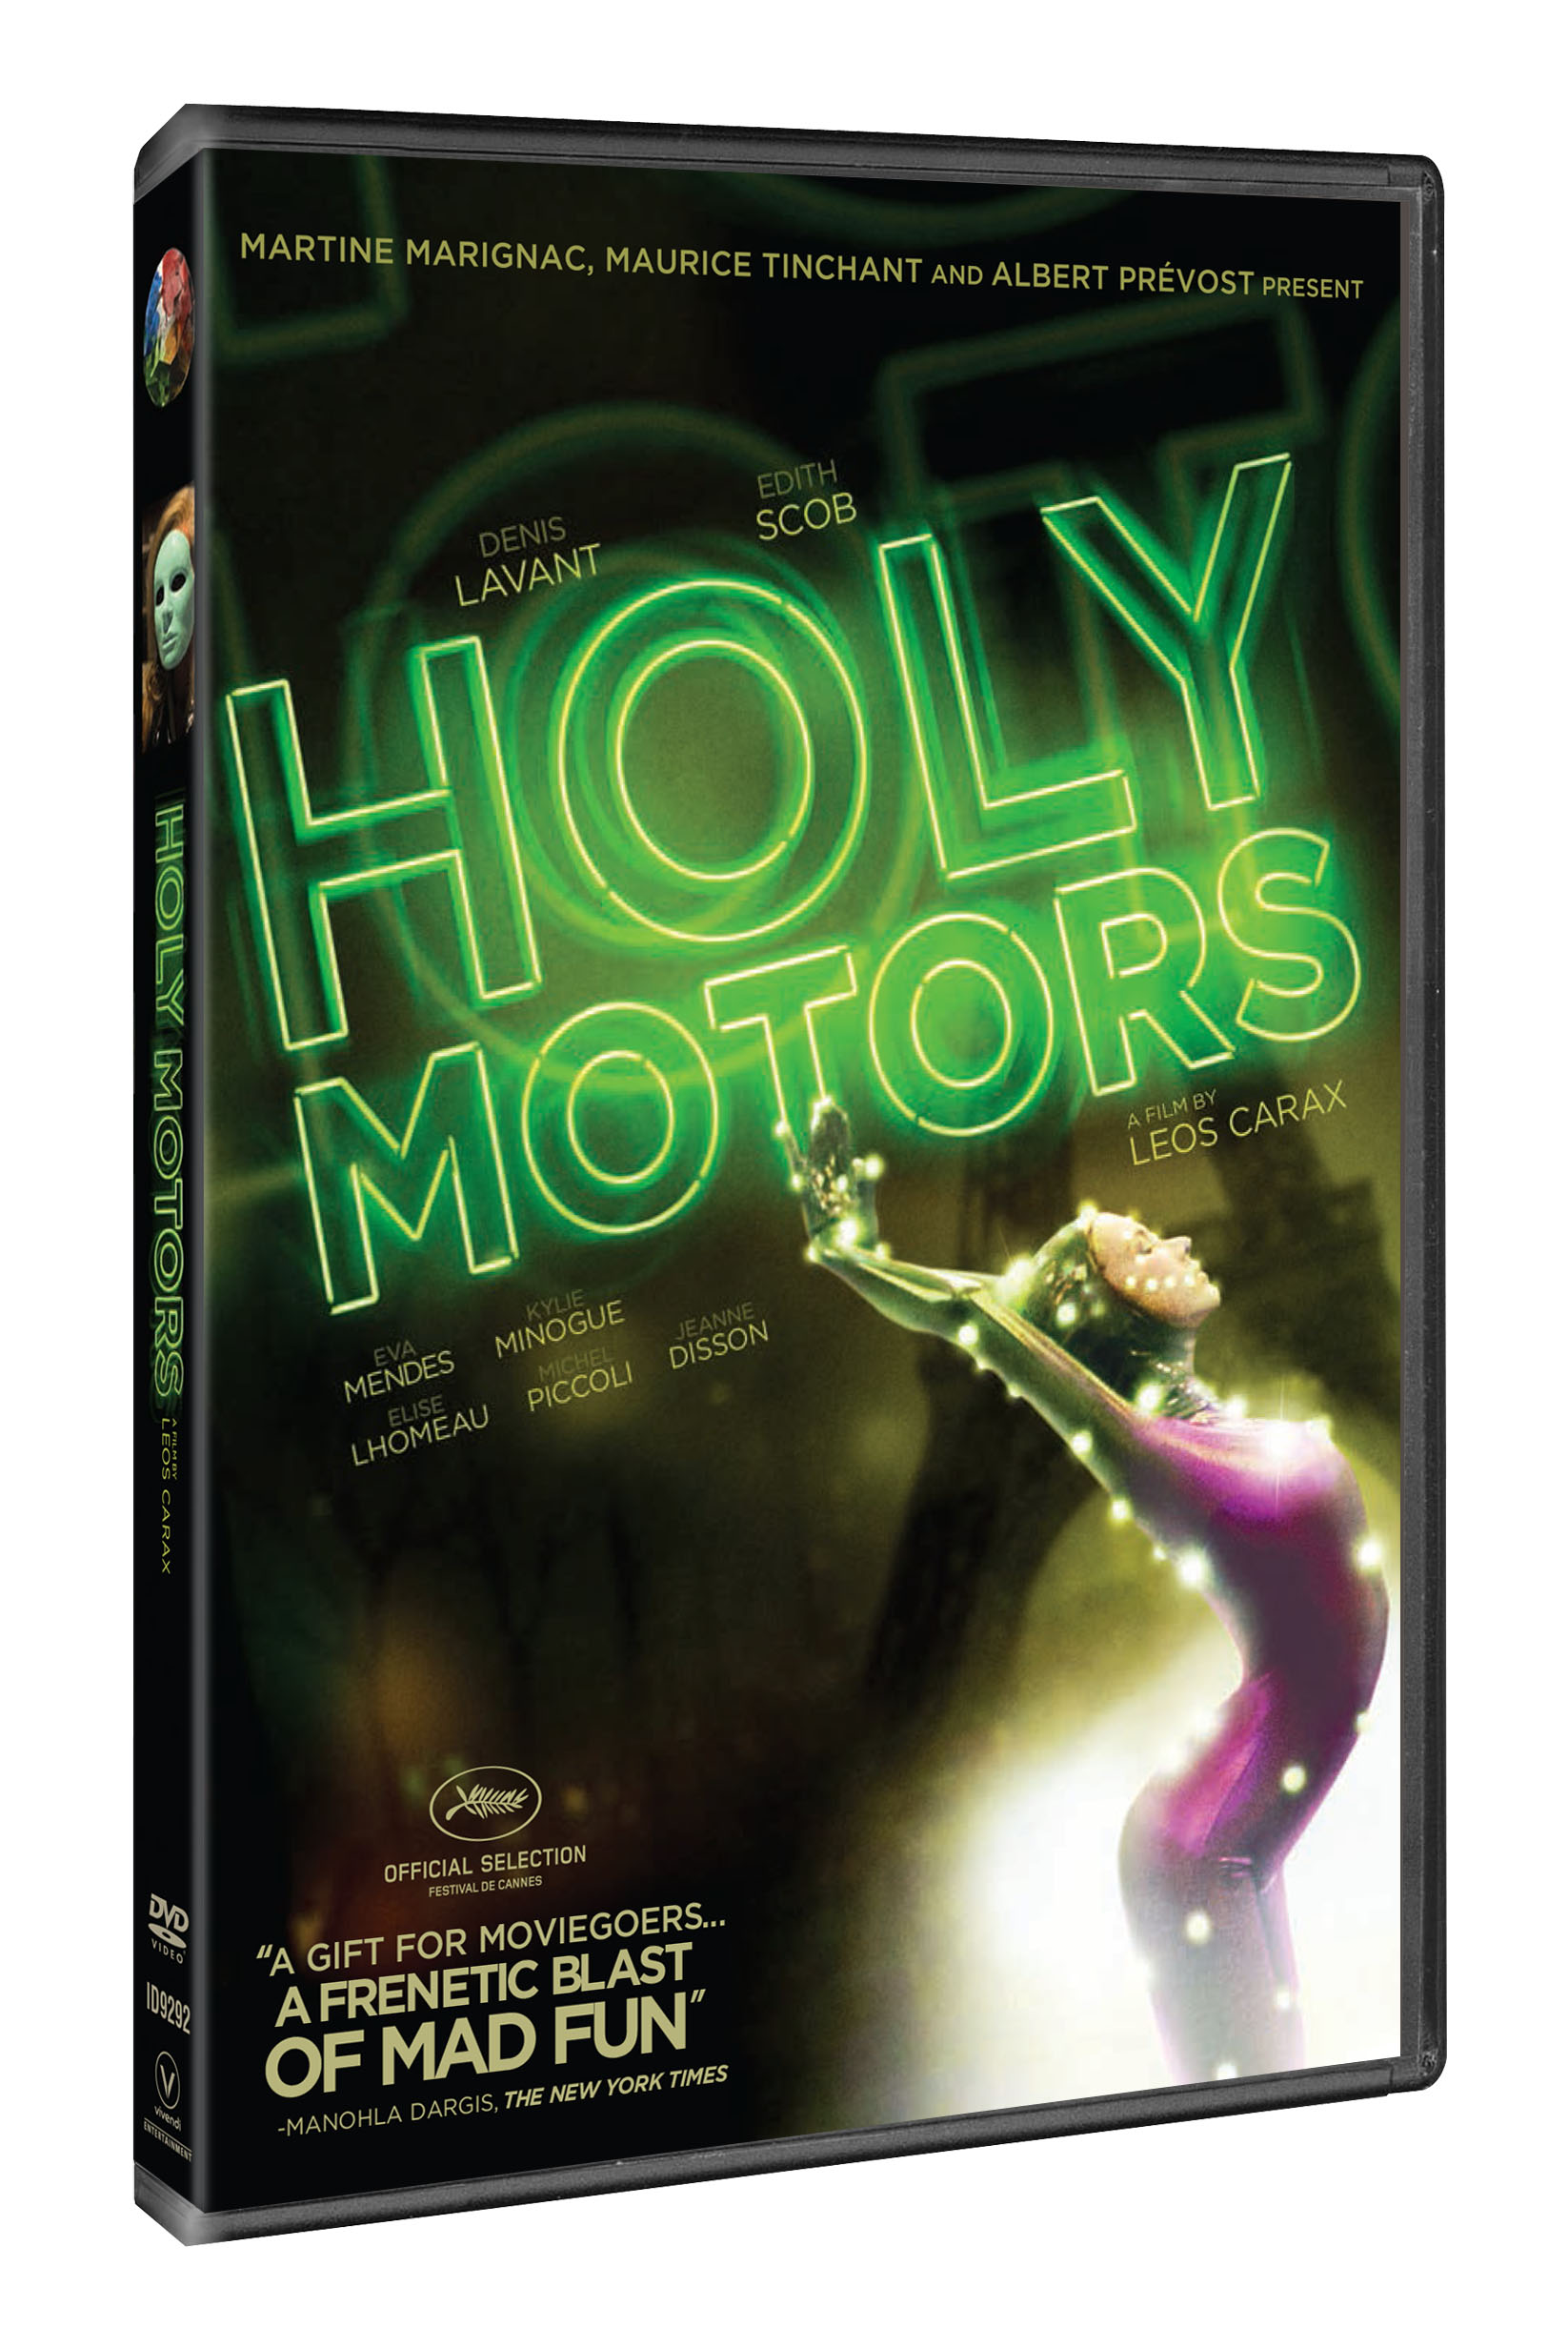 MARTINE MARIGNAC, MAURICE TINCHANT AND ALBERT PRÉVOST PRESENT
DENIS
LAVANT
EDITH
SCOB
HOLY
MOTORS
A FILM BY
LEOS CARAX
EVA
MENDES
KYLIE
MINOGUE
JEANNE
DISSON
ELISE
LHOMEAU
MICHEL
PICCOLI
OFFICIAL SELECTION
FESTIVAL DE CANNES
"A GIFT FOR MOVIEGOERS...
A FRENETIC BLAST
OF MAD FUN"
-MANOHLA DARGIS, THE NEW YORK TIMES
HOLY MOTORS
A FILM BY
LEOS CARAX
DVD
VIDEO
ID9292
V
vivendi
ENTERTAINMENT